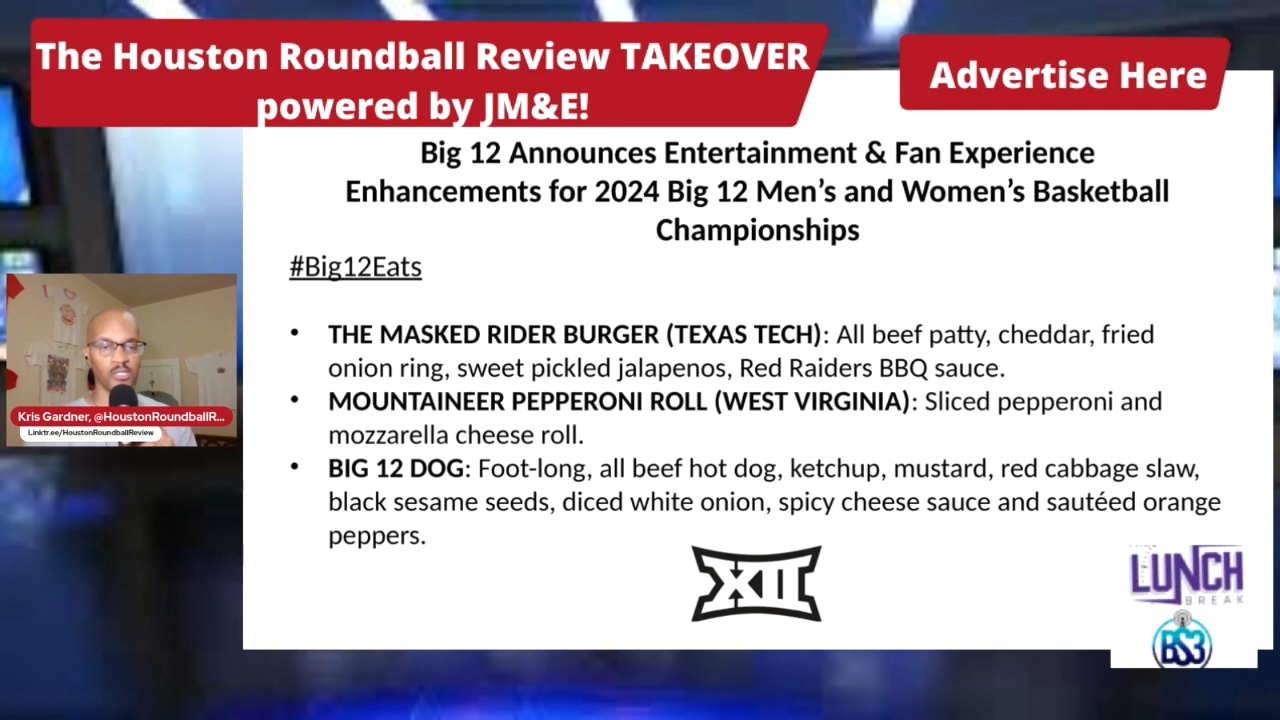 The Houston Roundball Review TAKEOVER
powered by JM&E!
Advertise Here
Big 12 Announces Entertainment & Fan Experience
Enhancements for 2024 Big 12 Men’s and Women’s Basketball
Championships
#Big12Eats
• THE MASKED RIDER BURGER (TEXAS TECH): All beef patty, cheddar, fried
onion ring, sweet pickled jalapenos, Red Raiders BBQ sauce.
• MOUNTAINEER PEPPERONI ROLL (WEST VIRGINIA): Sliced pepperoni and
mozzarella cheese roll.
• BIG 12 DOG: Foot-long, all beef hot dog, ketchup, mustard, red cabbage slaw,
black sesame seeds, diced white onion, spicy cheese sauce and sautéed orange
peppers.
Kris Gardner, @HoustonRoundballR...
Linktr.ee/HoustonRoundballReview
XII
LUNCH
BREAK
BS3